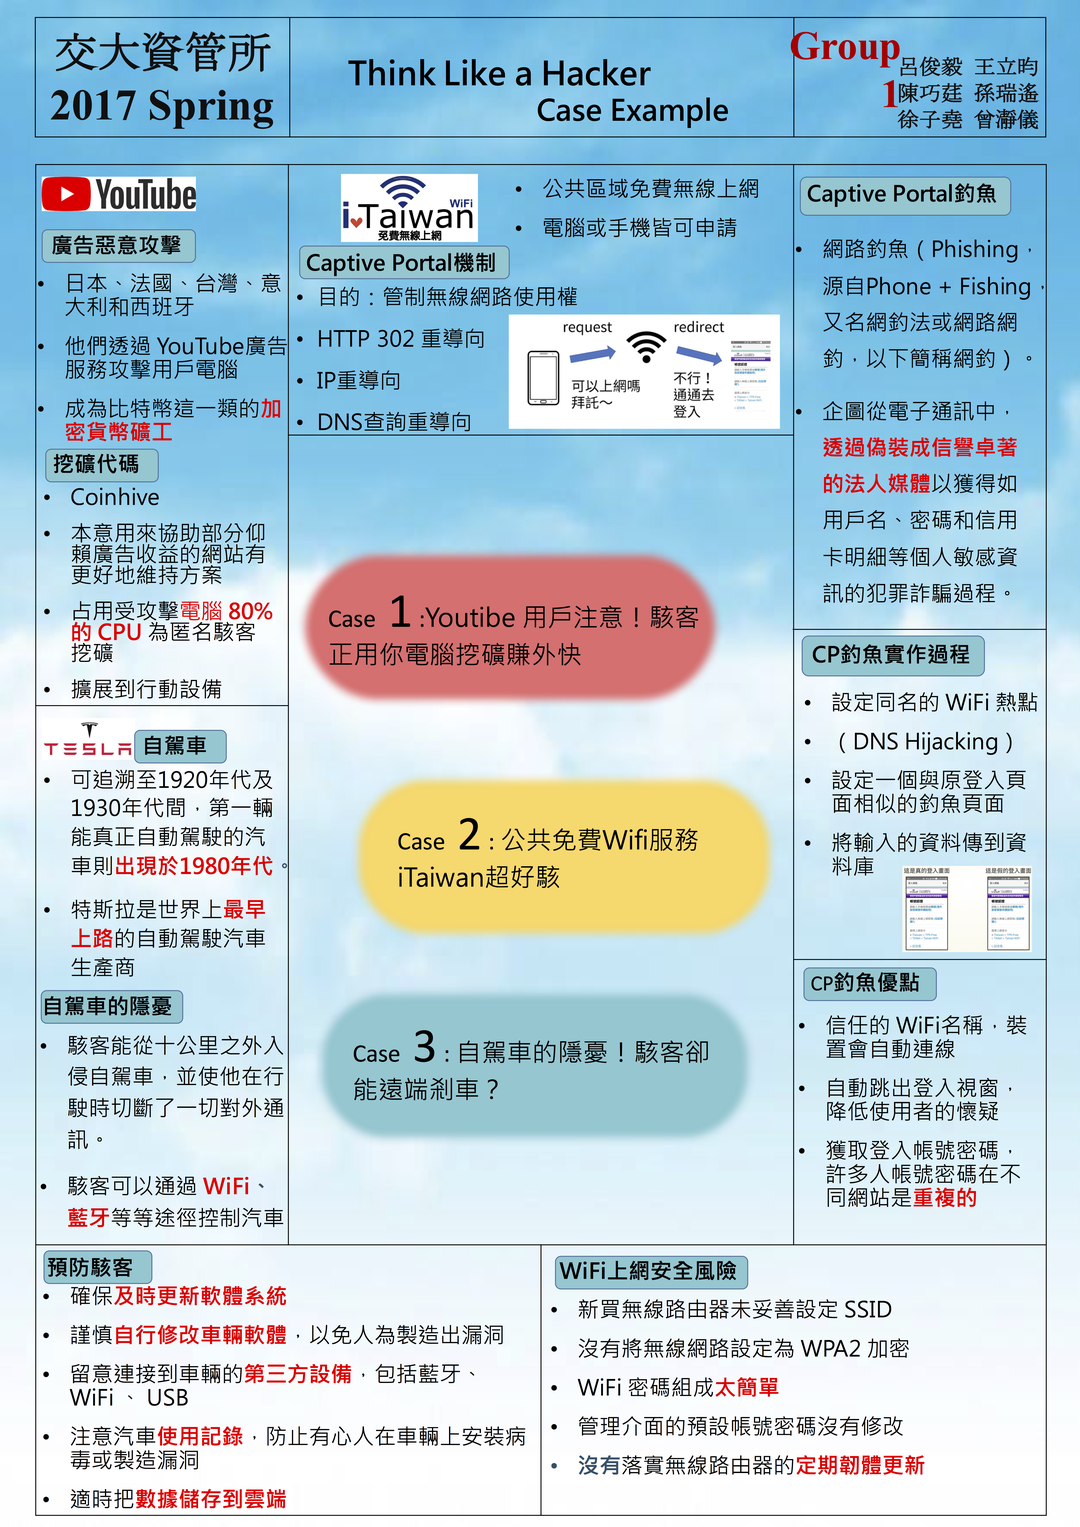 交大資管所
2017 Spring
Think Like a Hacker
Case Example
Group
1
呂俊毅 王立昀
陳巧莛 孫瑞遙
徐子堯 曾瀞儀
YouTube
廣告惡意攻擊
• 日本、法國、台灣、意
大利和西班牙
• 他們透過 YouTube廣告
服務攻擊用戶電腦
• 成為比特幣這一類的加
密貨幣礦工
挖礦代碼
• Coinhive
• 本意用來協助部分仰
賴廣告收益的網站有
更好地維持方案
• 占用受攻擊電腦 80%
的 CPU 為匿名駭客
挖礦
• 擴展到行動設備
TESLA 自駕車
• 可追溯至1920年代及
1930年代間，第一輛
能真正自動駕駛的汽
車則出現於1980年代。
• 特斯拉是世界上最早
上路的自動駕駛汽車
生產商
自駕車的隱憂
• 駭客能從十公里之外入
侵自駕車，並使他在行
駛時切斷了一切對外通
訊。
• 駭客可以通過 WiFi、
藍牙等等途徑控制汽車
WiFi
i Taiwan
免費無線上網
• 公共區域免費無線上網
• 電腦或手機皆可申請
Captive Portal機制
• 目的：管制無線網路使用權
• HTTP 302 重導向
• IP重導向
• DNS查詢重導向
request
redirect
可以上網嗎
拜託～
不行！
通通去
登入
Case 1 :Youtibe 用戶注意！駭客
正用你電腦挖礦賺外快
Case 2 : 公共免費Wifi服務
iTaiwan超好駭
Case 3 : 自駕車的隱憂！駭客卻
能遠端剎車？
Captive Portal釣魚
• 網路釣魚（Phishing，
源自Phone + Fishing，
又名網釣法或網路網
釣，以下簡稱網釣）。
• 企圖從電子通訊中，
透過偽裝成信譽卓著
的法人媒體以獲得如
用戶名、密碼和信用
卡明細等個人敏感資
訊的犯罪詐騙過程。
CP釣魚實作過程
• 設定同名的 WiFi 熱點
• （DNS Hijacking）
• 設定一個與原登入頁
面相似的釣魚頁面
• 將輸入的資料傳到資
料庫
這是真的登入畫面
這是假的登入畫面
CP釣魚優點
• 信任的 WiFi名稱，裝
置會自動連線
• 自動跳出登入視窗，
降低使用者的懷疑
• 獲取登入帳號密碼，
許多人帳號密碼在不
同網站是重複的
預防駭客
• 確保及時更新軟體系統
• 謹慎自行修改車輛軟體，以免人為製造出漏洞
• 留意連接到車輛的第三方設備，包括藍牙、
WiFi 、 USB
• 注意汽車使用記錄，防止有心人在車輛上安裝病
毒或製造漏洞
• 適時把數據儲存到雲端
WiFi上網安全風險
• 新買無線路由器未妥善設定 SSID
• 沒有將無線網路設定為 WPA2 加密
• WiFi 密碼組成太簡單
• 管理介面的預設帳號密碼沒有修改
• 沒有落實無線路由器的定期韌體更新